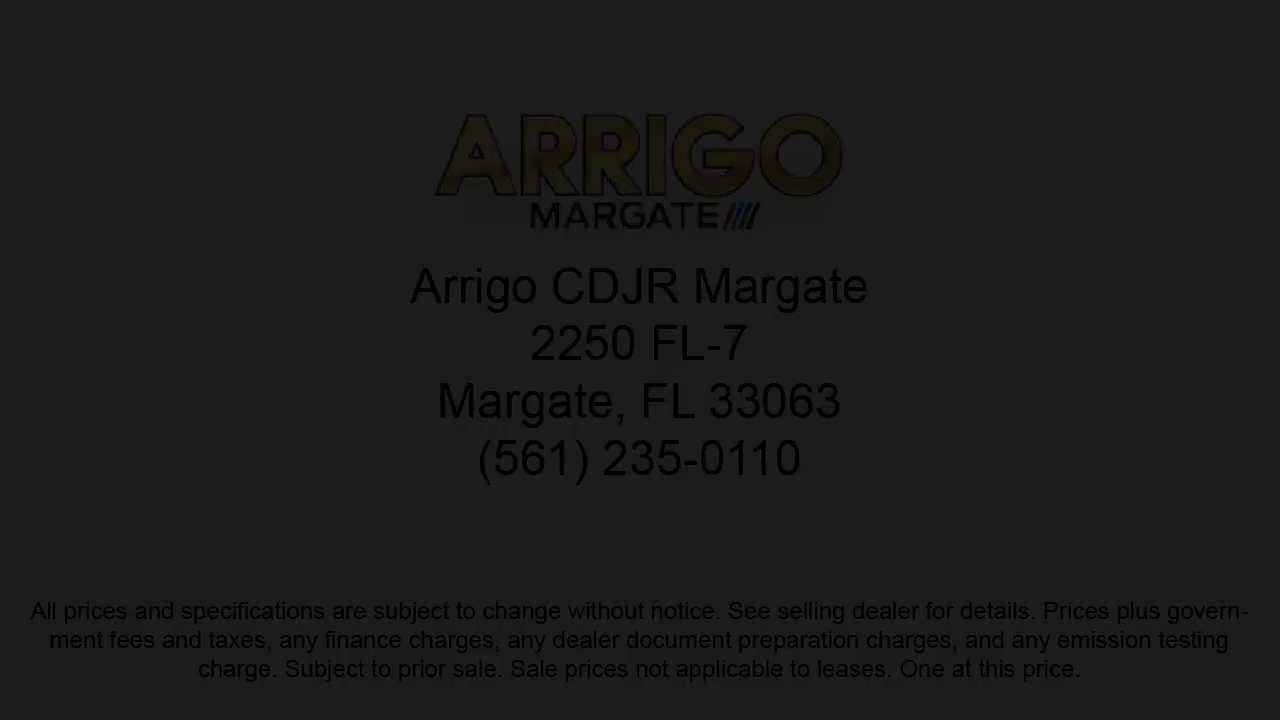 ARRIGO
MARGATE
Arrigo CDJR Margate
2250 FL-7
Margate, FL 33063
(561) 235-0110
All prices and specifications are subject to change without notice. See selling dealer for details. Prices plus govern-
ment fees and taxes, any finance charges, any dealer document preparation charges, and any emission testing
charge. Subject to prior sale. Sale prices not applicable to leases. One at this price.